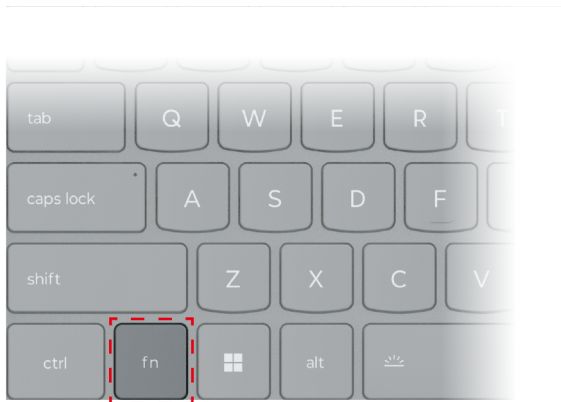 tab Q W E R T
caps lock A S D F
shift Z X C V
ctrl fn alt